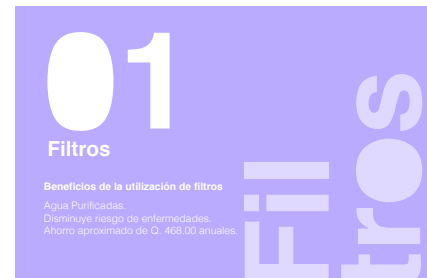 01
Filtros
Beneficios de la utilización de filtros
Agua Purificadas.
Disminuye riesgo de enfermedades.
Ahorro aproximado de Q. 468.00 anuales.
Fil
tros